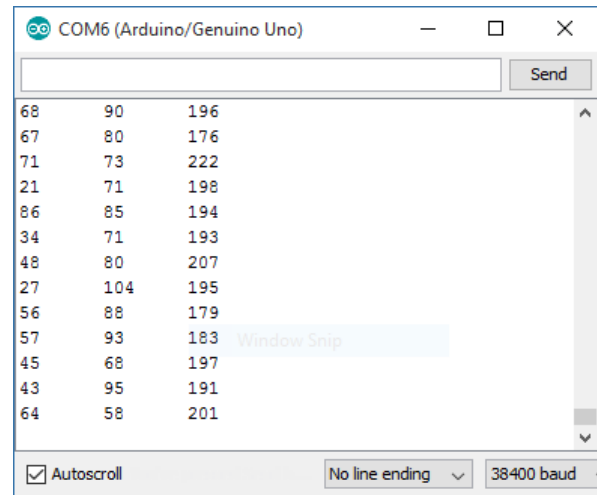 COM6 (Arduino/Genuino Uno)
Send
68 90 196
67 80 176
71 73 222
21 71 198
86 85 194
34 71 193
48 80 207
27 104 195
56 88 179
57 93 183
Window Snip
45 68 197
43 95 191
64 58 201
Autoscroll No line ending 38400 baud